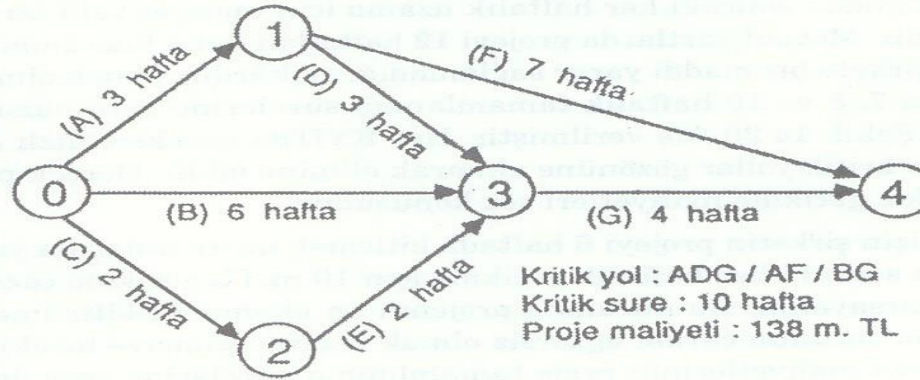 1
(A) 3 hafta
(D) 3 hafta
(F) 7 hafta
0
3
4
(B) 6 hafta
(G) 4 hafta
(C) 2 hafta
(E) 2 hafta
2
Kritik yol : ADG / AF / BG
Kritik sure : 10 hafta
Proje maliyeti : 138 m. TL